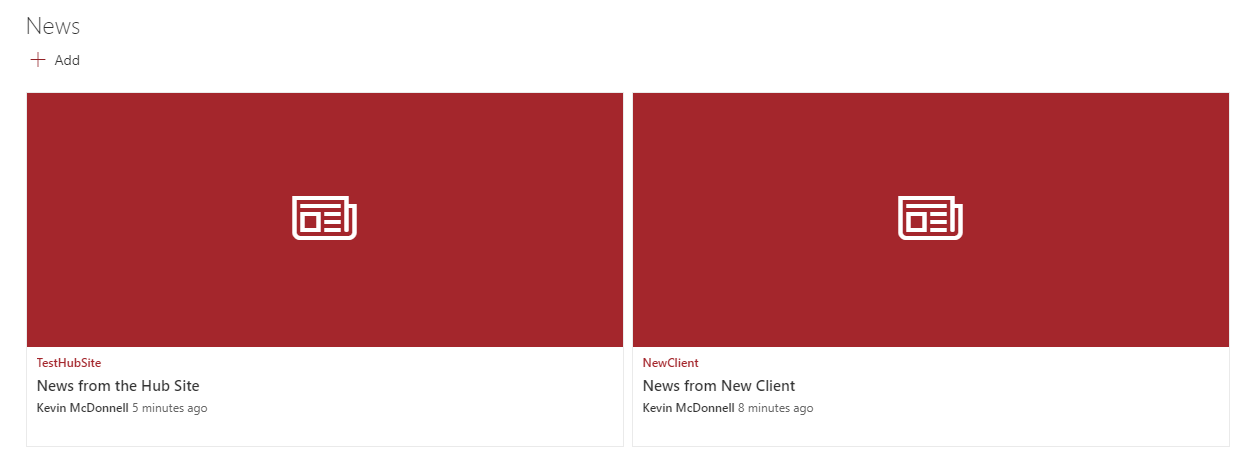 News
Add
TestHubSite
News from the Hub Site
Kevin McDonnell 5 minutes ago
NewClient
News from New Client
Kevin McDonnell 8 minutes ago